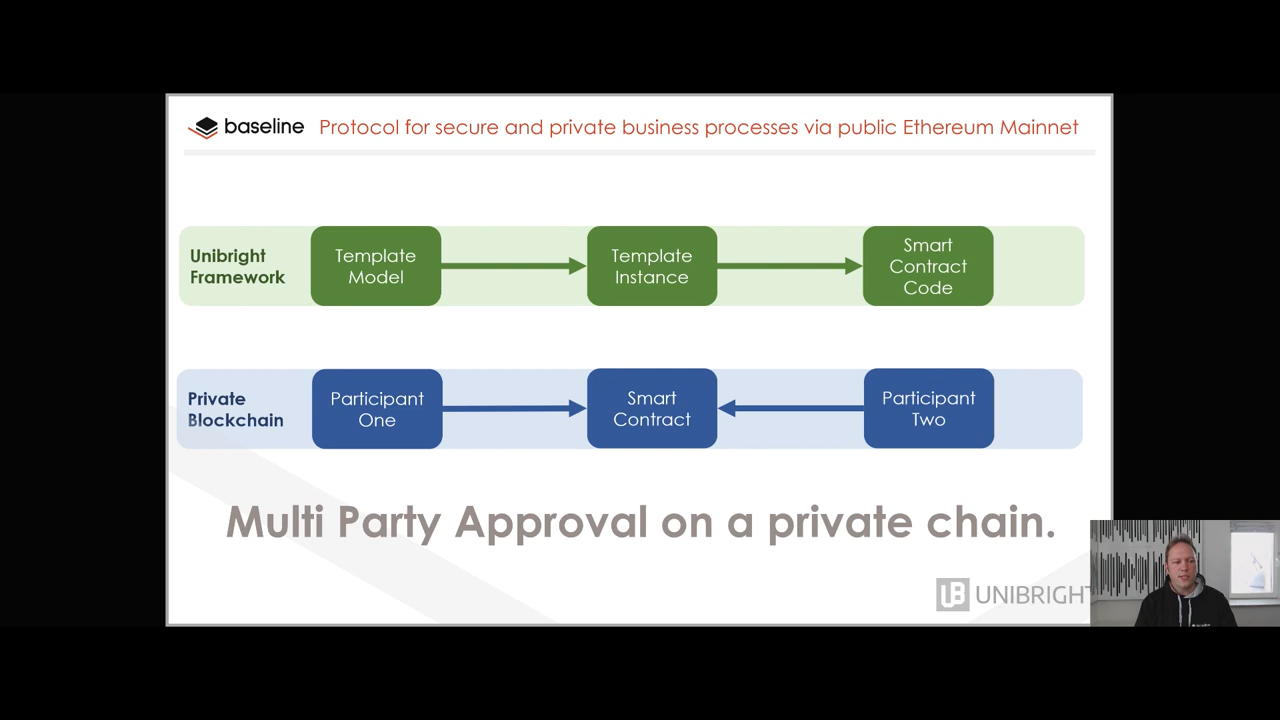 baseline Protocol for secure and private business processes via public Ethereum Mainnet
Unibright
Framework
Template
Model
Template
Instance
Smart
Contract
Code
Private
Blockchain
Participant
One
Smart
Contract
Participant
Two
Multi Party Approval on a private chain.
UB UNIBRIGHT